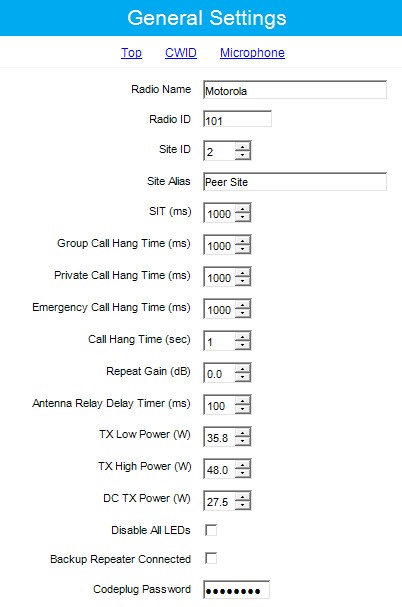 General Settings
Top CWID Microphone
Radio Name Motorola
Radio ID 101
Site ID 2
Site Alias Peer Site
SIT (ms) 1000
Group Call Hang Time (ms) 1000
Private Call Hang Time (ms) 1000
Emergency Call Hang Time (ms) 1000
Call Hang Time (sec) 1
Repeat Gain (dB) 0.0
Antenna Relay Delay Timer (ms) 100
TX Low Power (W) 35.8
TX High Power (W) 48.0
DC TX Power (W) 27.5
Disable All LEDs
Backup Repeater Connected
Codeplug Password ●●●●●●●●